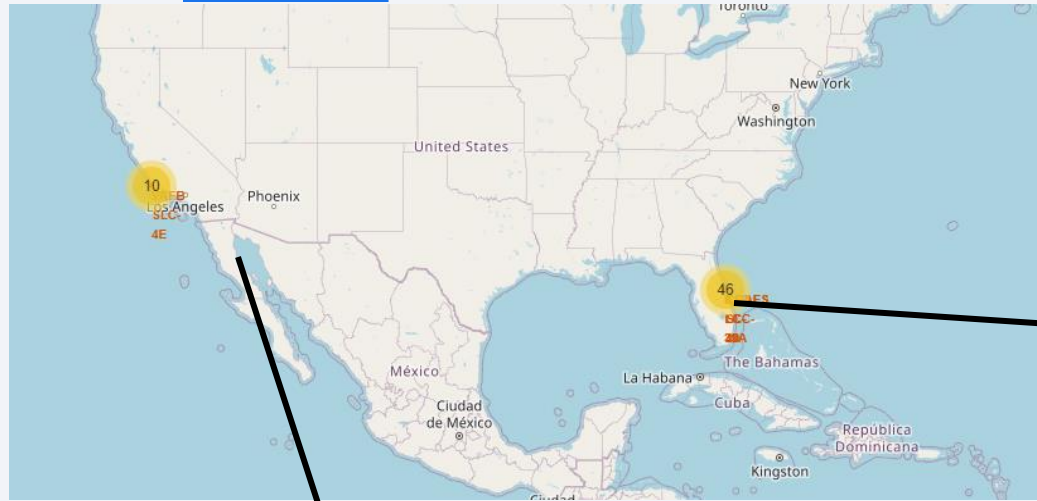 Toronto
New York
Washington
United States
10
Phoenix
Los Angeles
SLC-
4E
46
The Bahamas
La Habana
México
Cuba
Ciudad
de México
República
Dominicana
Kingston
Ciudad